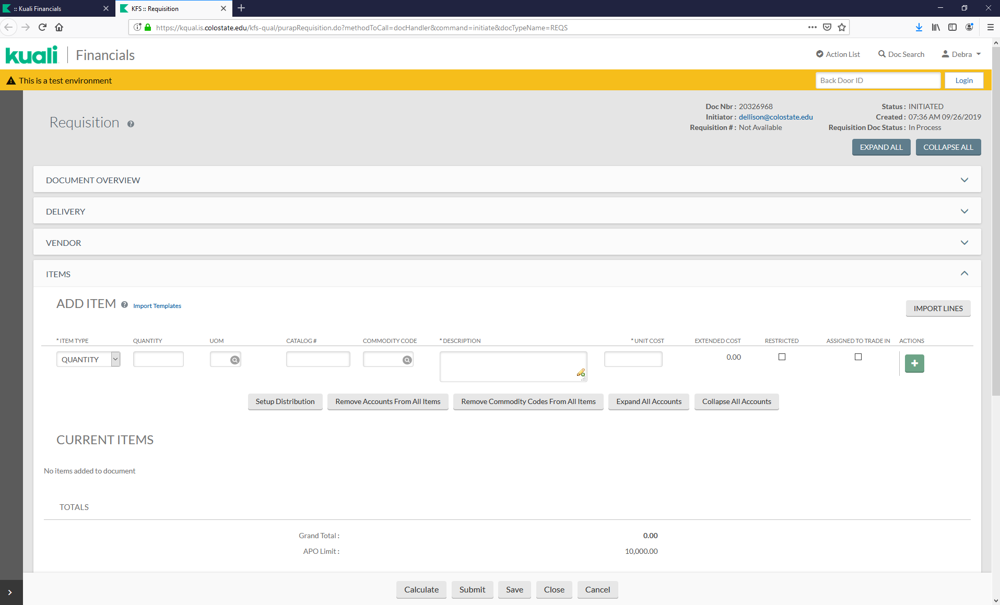 :: Kuali Financials
KFS :: Requisition
https://kqual.is.colostate.edu/kfs-qual/purapRequisition.do?methodToCall=docHandler&command=initiate&docTypeName=REQS
kuali Financials
Action List
Doc Search
Debra
This is a test environment
Back Door ID
Login
Requisition
Doc Nbr : 20326968
Status : INITIATED
Initiator : dellison@colostate.edu
Created : 07:36 AM 09/26/2019
Requisition # : Not Available
Requisition Doc Status : In Process
EXPAND ALL
COLLAPSE ALL
DOCUMENT OVERVIEW
DELIVERY
VENDOR
ITEMS
ADD ITEM
Import Templates
IMPORT LINES
* ITEM TYPE QUANTITY UOM CATALOG # COMMODITY CODE * DESCRIPTION * UNIT COST EXTENDED COST RESTRICTED ASSIGNED TO TRADE IN ACTIONS
QUANTITY 0.00
Setup Distribution Remove Accounts From All Items Remove Commodity Codes From All Items Expand All Accounts Collapse All Accounts
CURRENT ITEMS
No items added to document
TOTALS
Grand Total : 0.00
APO Limit : 10,000.00
Calculate Submit Save Close Cancel